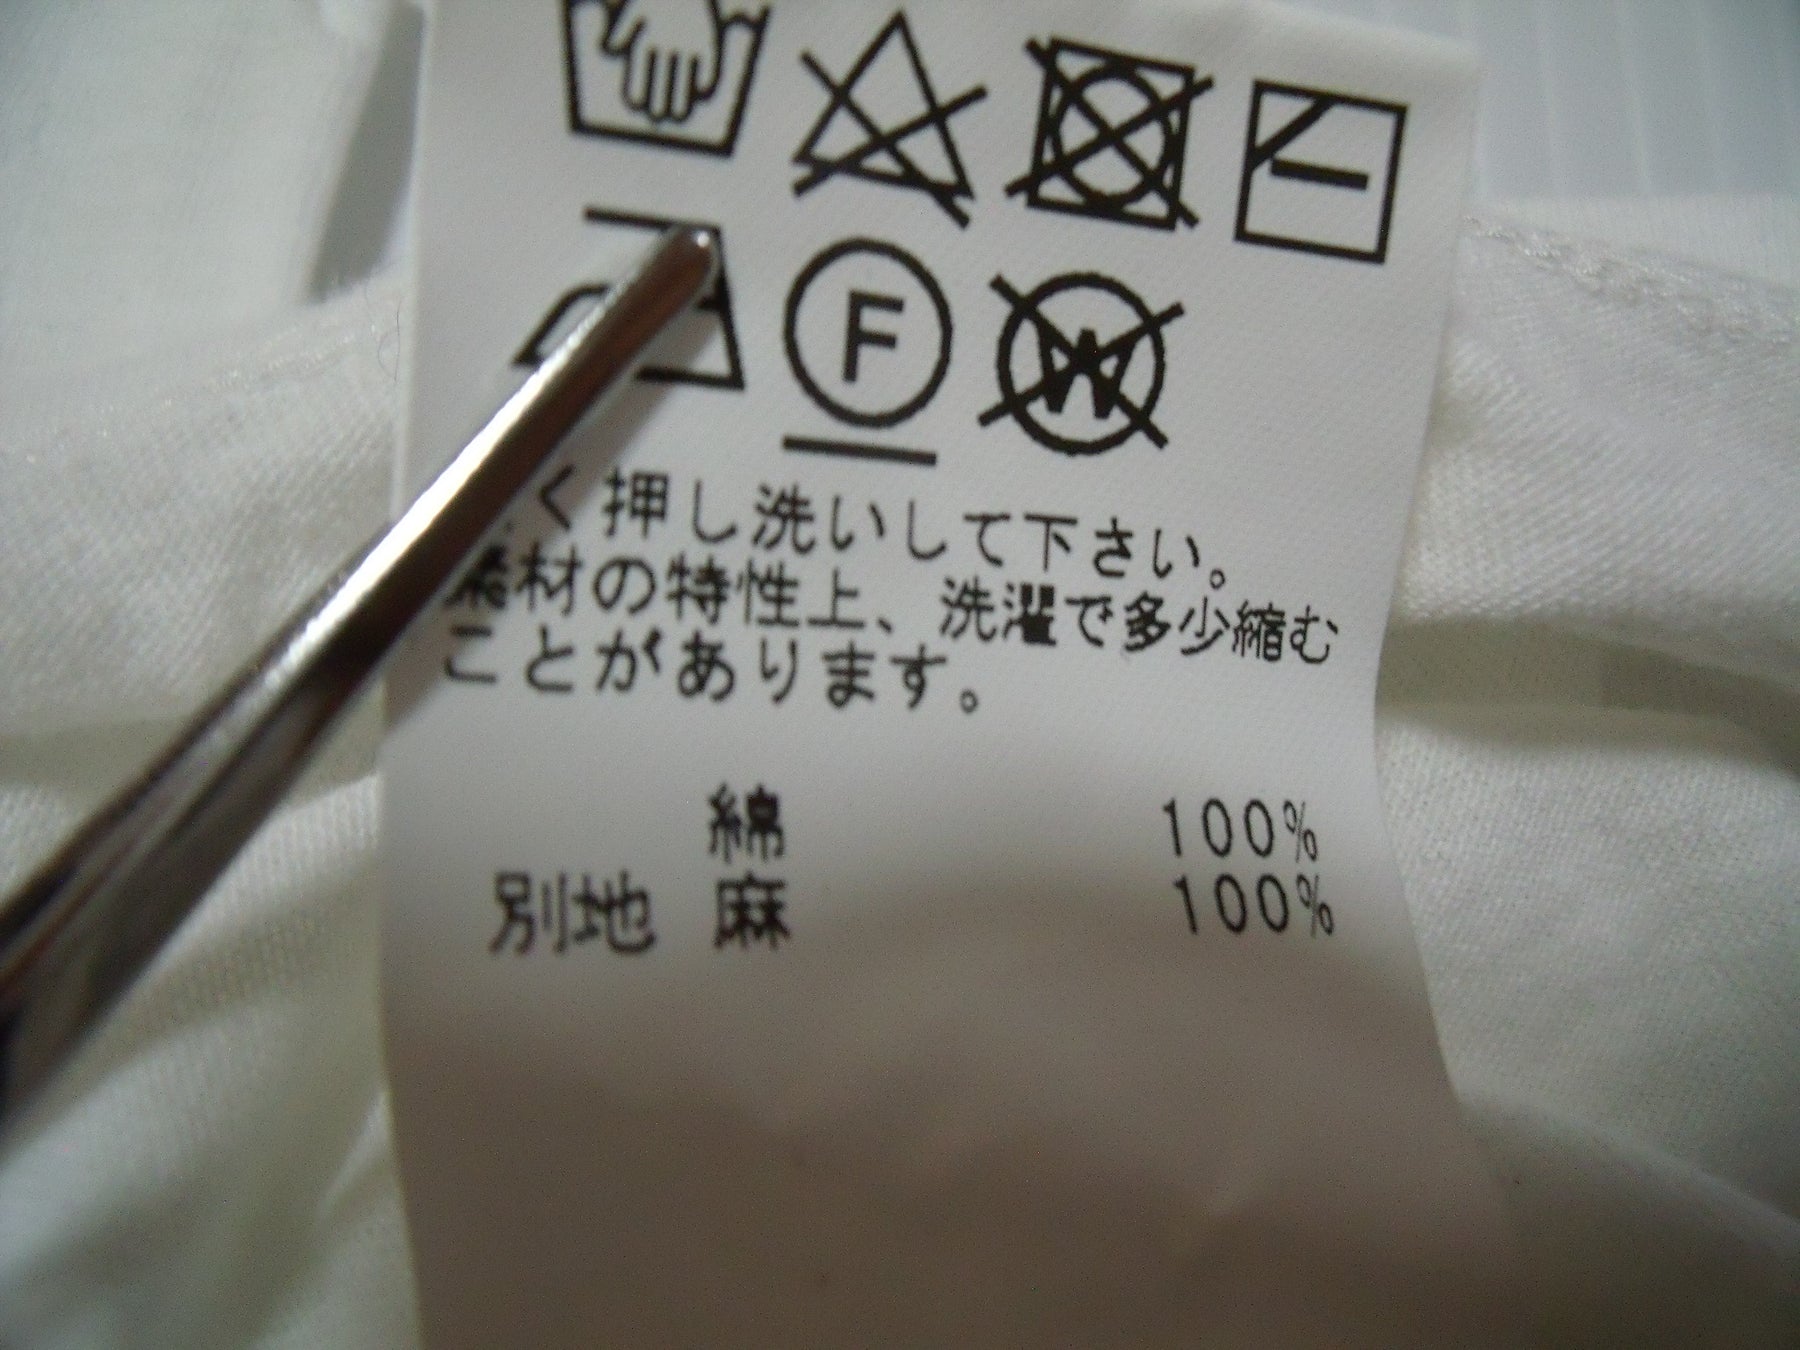 F
W
く押し洗いして下さい。
素材の特性上、洗濯で多少縮む
ことがあります。
綿 100%
別地 麻 100%